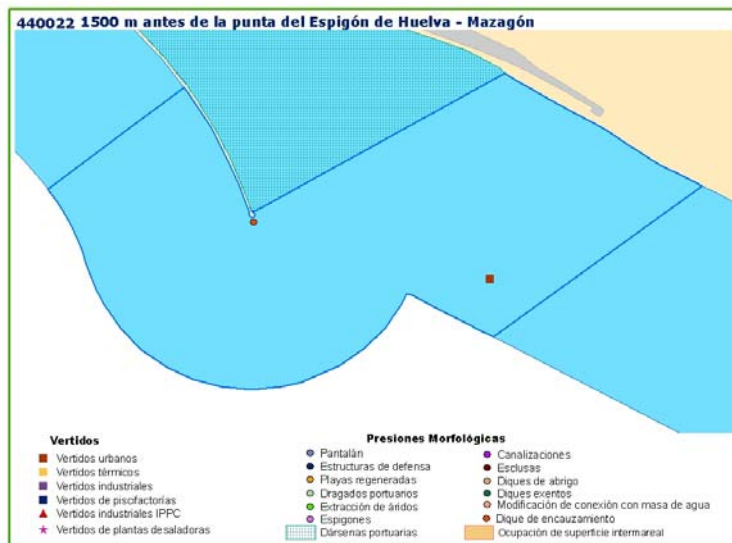 440022 1500 m antes de la punta del Espigón de Huelva - Mazagón
Vertidos
Vertidos urbanos
Vertidos térmicos
Vertidos industriales
Vertidos de piscifactorías
Vertidos industriales IPPC
Vertidos de plantas desaladoras
Presiones Morfológicas
Pantalán
Estructuras de defensa
Playas regeneradas
Dragados portuarios
Extracción de áridos
Espigones
Dársenas portuarias
Canalizaciones
Esclusas
Diques de abrigo
Diques exentos
Modificación de conexión con masa de agua
Dique de encauzamiento
Ocupación de superficie intermareal